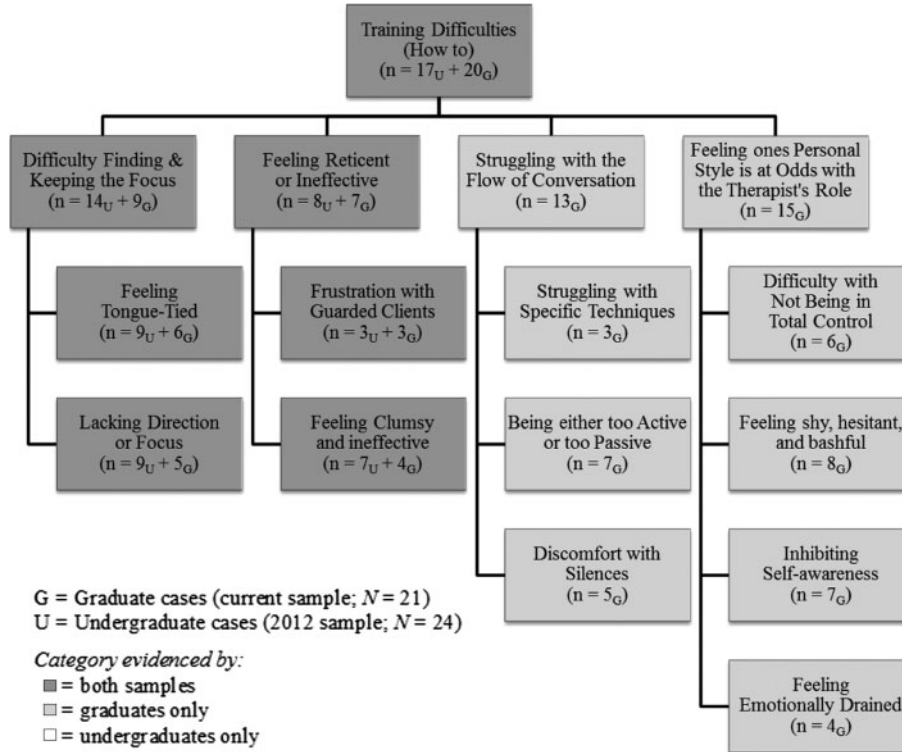 Training Difficulties
(How to)
(n = 17U + 20G)
Difficulty Finding &
Keeping the Focus
(n = 14U + 9G)
Feeling Reticent
or Ineffective
(n = 8U + 7G)
Struggling with the
Flow of Conversation
(n = 13G)
Feeling ones Personal
Style is at Odds with
the Therapist's Role
(n = 15G)
Feeling
Tongue-Tied
(n = 9U + 6G)
Frustration with
Guarded Clients
(n = 3U + 3G)
Struggling with
Specific Techniques
(n = 3G)
Difficulty with
Not Being in
Total Control
(n = 6G)
Lacking Direction
or Focus
(n = 9U + 5G)
Feeling Clumsy
and ineffective
(n = 7U + 4G)
Being either too Active
or too Passive
(n = 7G)
Feeling shy, hesitant,
and bashful
(n = 8G)
Discomfort with
Silences
(n = 5G)
Inhibiting
Self-awareness
(n = 7G)
Feeling
Emotionally Drained
(n = 4G)
G = Graduate cases (current sample; N = 21)
U = Undergraduate cases (2012 sample; N = 24)
Category evidenced by:
= both samples
= graduates only
= undergraduates only